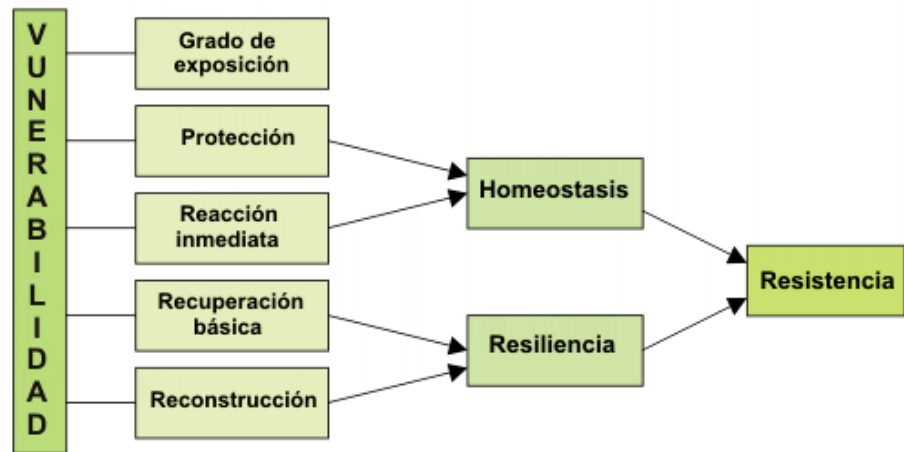 VUNERABILIDAD
Grado de
exposición
Protección
Reacción
inmediata
Recuperación
básica
Reconstrucción
Homeostasis
Resiliencia
Resistencia